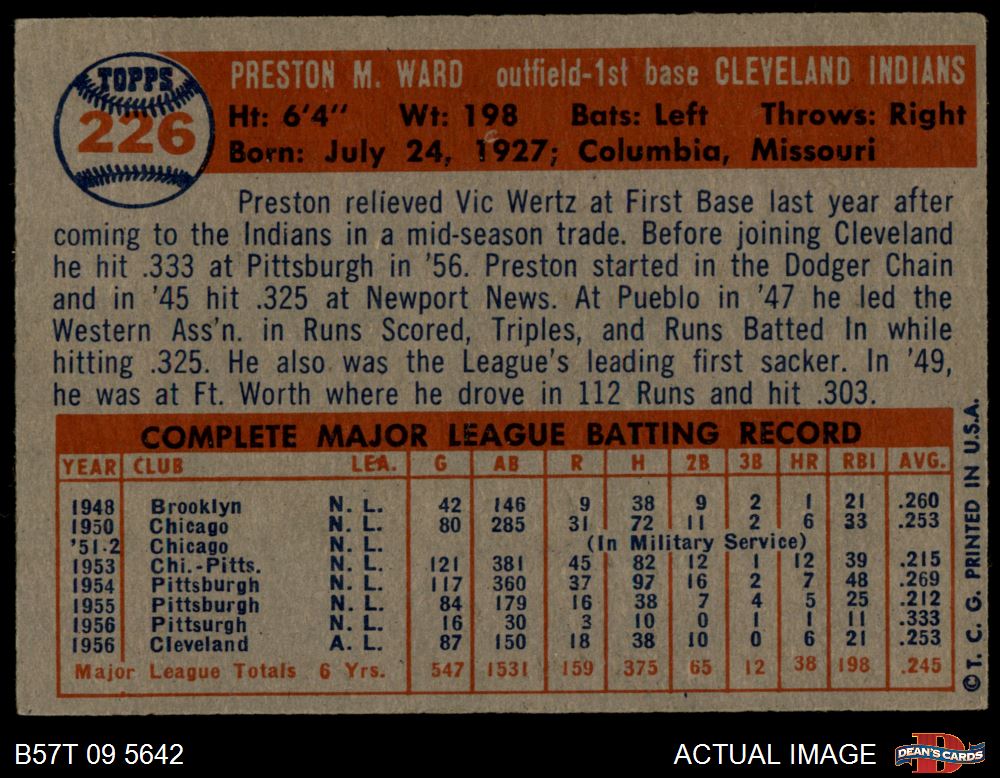 TOPPS
226
PRESTON M. WARD outfield-1st base CLEVELAND INDIANS
Ht: 6'4" Wt: 198 Bats: Left Throws: Right
Born: July 24, 1927; Columbia, Missouri
Preston relieved Vic Wertz at First Base last year after
coming to the Indians in a mid-season trade. Before joining Cleveland
he hit .333 at Pittsburgh in '56. Preston started in the Dodger Chain
and in '45 hit .325 at Newport News. At Pueblo in '47 he led the
Western Ass'n. in Runs Scored, Triples, and Runs Batted In while
hitting .325. He also was the League's leading first sacker. In '49,
he was at Ft. Worth where he drove in 112 Runs and hit .303.
COMPLETE MAJOR LEAGUE BATTING RECORD
YEAR CLUB LEA. G AB R H 2B 3B HR RBI AVG.
1948 Brooklyn N. L. 42 146 9 38 9 2 1 21 .260
1950 Chicago N. L. 80 285 31 72 11 2 6 33 .253
'51-2 Chicago N. L. (In Military Service)
1953 Chi.-Pitts. N. L. 121 381 45 82 12 1 12 39 .215
1954 Pittsburgh N. L. 117 360 37 97 16 2 7 48 .269
1955 Pittsburgh N. L. 84 179 16 38 7 4 5 25 .212
1956 Pittsurgh N. L. 16 30 3 10 0 1 1 11 .333
1956 Cleveland A. L. 87 150 18 38 10 0 6 21 .253
Major League Totals 6 Yrs. 547 1531 159 375 65 12 38 198 .245
© T. C. G. PRINTED IN U.S.A.
B57T 09 5642
ACTUAL IMAGE
DEAN'S CARDS